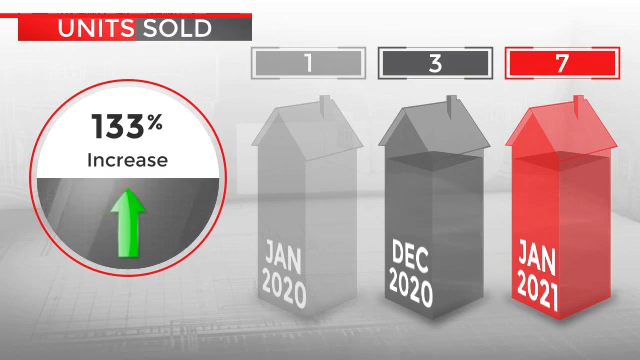 UNITS SOLD
133%
Increase
1
3
7
JAN
2020
DEC
2020
JAN
2021